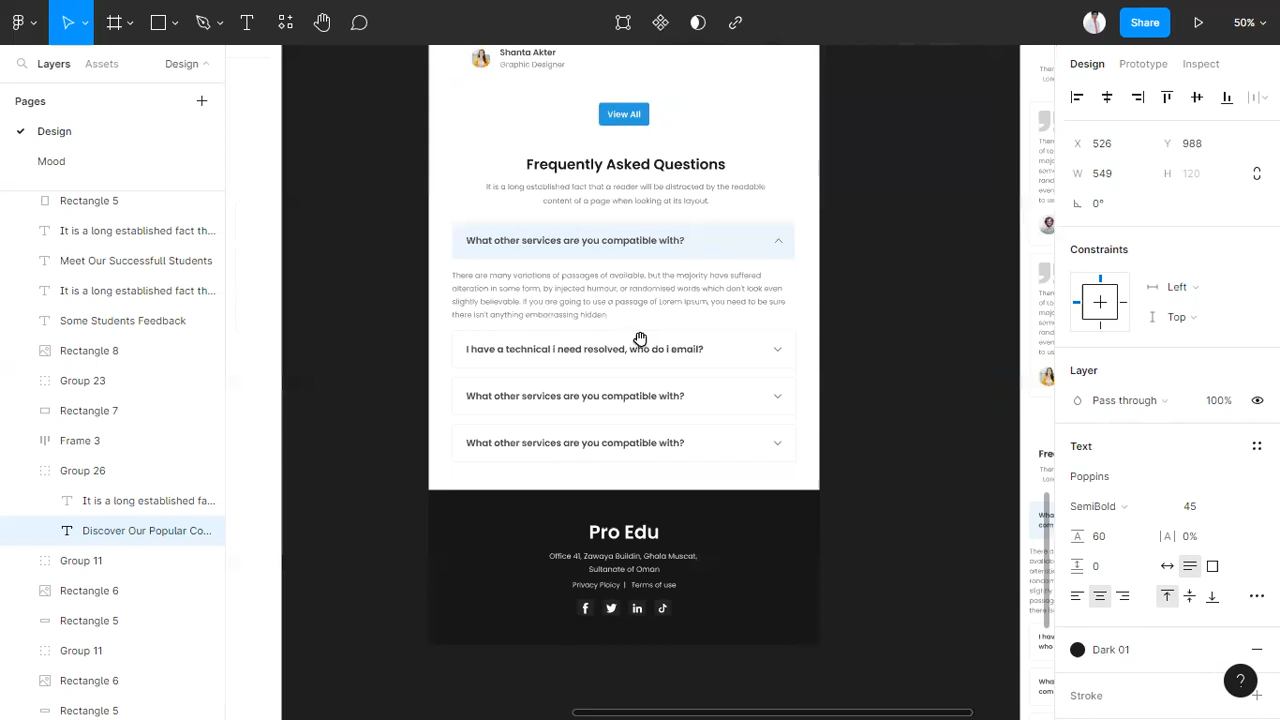 Share
50%
Layers
Assets
Design
Pages
Design
Mood
Rectangle 5
It is a long established fact th...
Meet Our Successfull Students
It is a long established fact th...
Some Students Feedback
Rectangle 8
Group 23
Rectangle 7
Frame 3
Group 26
It is a long established fa...
Discover Our Popular Co...
Group 11
Rectangle 6
Rectangle 5
Group 11
Rectangle 6
Rectangle 5
Shanta Akter
Graphic Designer
View All
Frequently Asked Questions
It is a long established fact that a reader will be distracted by the readable
content of a page when looking at its layout.
What other services are you compatible with?
There are many variations of passages of available, but the majority have suffered
alteration in some form, by injected humour, or randomised words which don't look even
slightly believable. If you are going to use a passage of Lorem Ipsum, you need to be sure
there isn't anything emborrassing hidden
I have a technical i need resolved, who do i email?
What other services are you compatible with?
What other services are you compatible with?
Pro Edu
Office 41, Zawaya Buildin, Ghala Muscat,
Sultanate of Oman
Privacy Ploicy | Terms of use
Design
Prototype
Inspect
X 526
Y 988
W 549
H 120
0°
Constraints
Left
Top
Layer
Pass through
100%
Text
Poppins
SemiBold
45
60
|A| 0%
0
Dark 01
Stroke
?